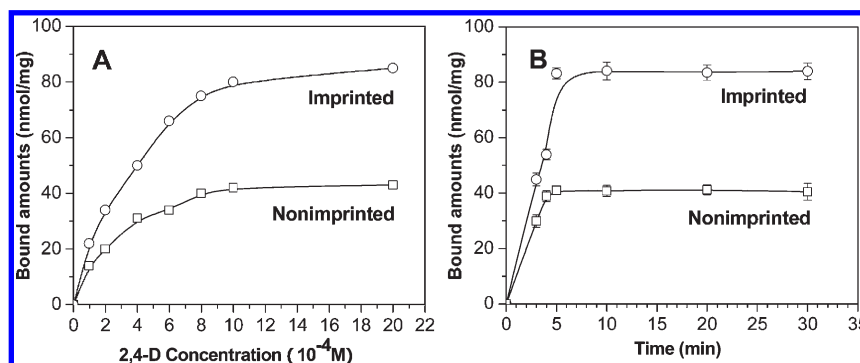 A
Imprinted
Nonimprinted
Bound amounts (nmol/mg)
100
80
60
40
20
0
0 2 4 6 8 10 12 14 16 18 20 22
2,4-D Concentration ( 10⁻⁴M)
B
Imprinted
Nonimprinted
Bound amounts (nmol/mg)
100
80
60
40
20
0
0 5 10 15 20 25 30 35
Time (min)